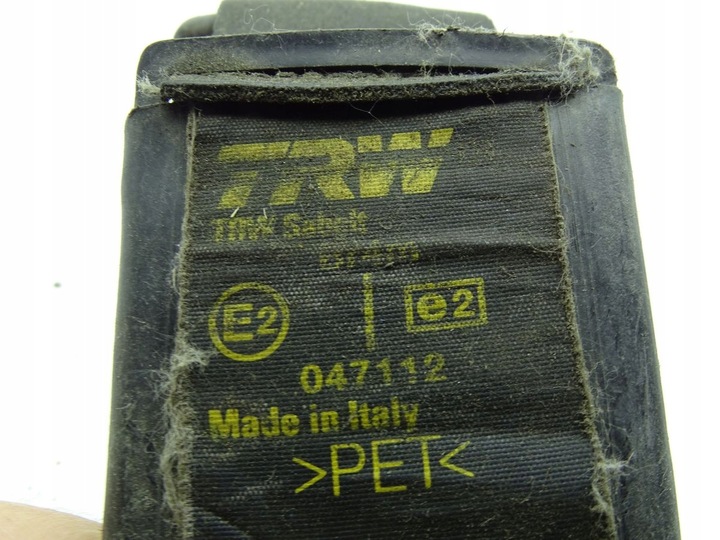 TRW
TRW Sabelt
E2 e2
047112
Made in Italy
>PET<